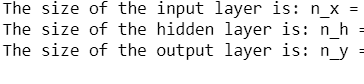 The size of the input layer is: n_x =
The size of the hidden layer is: n_h =
The size of the output layer is: n_y =